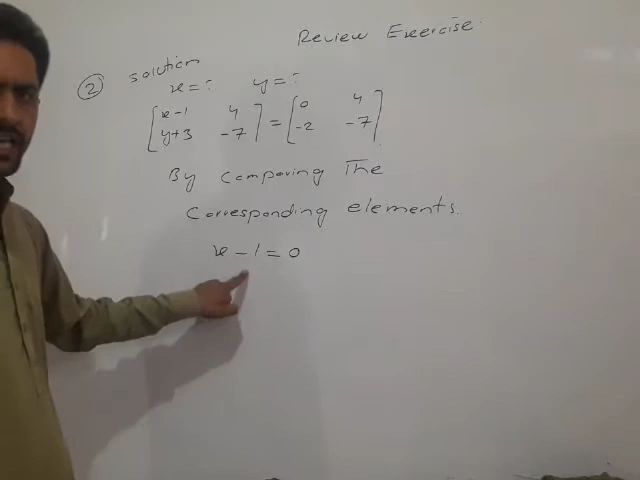 Review Exercise.
② solution
x = ? y = ?
[x-1 4] = [0 4]
[y+3 -7] [-2 -7]
By Comparing The
Corresponding elements.
x - 1 = 0